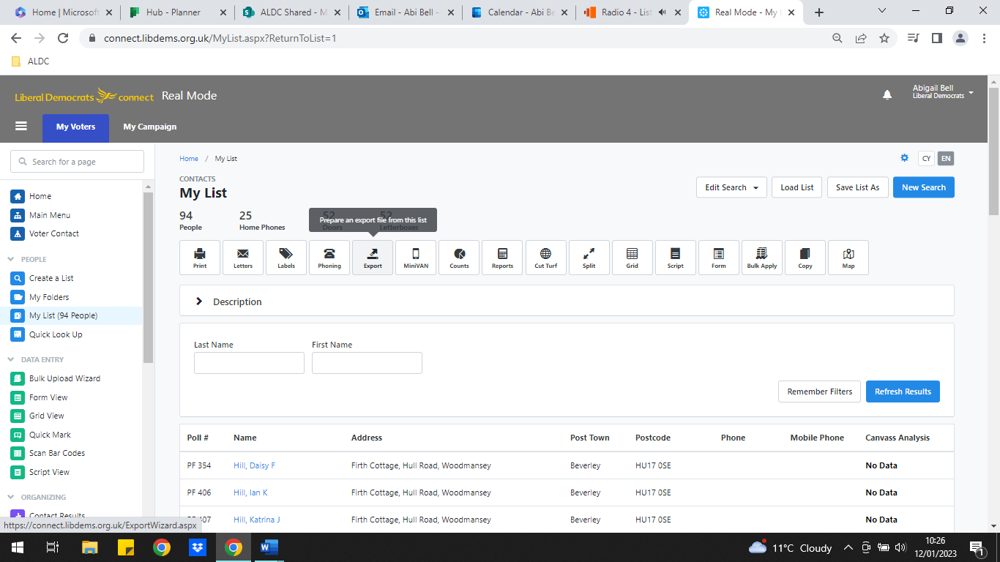 Home | Microsoft
Hub - Planner
ALDC Shared - M
Email - Abi Bell -
Calendar - Abi Be
Radio 4 - List
Real Mode - My L
connect.libdems.org.uk/MyList.aspx?ReturnToList=1
ALDC
Liberal Democrats connect Real Mode
Abigail Bell
Liberal Democrats
My Voters My Campaign
Search for a page
Home
Main Menu
Voter Contact
PEOPLE
Create a List
My Folders
My List (94 People)
Quick Look Up
DATA ENTRY
Bulk Upload Wizard
Form View
Grid View
Quick Mark
Scan Bar Codes
Script View
ORGANIZING
Contact Results
Home / My List
CY EN
CONTACTS
My List
Edit Search Load List Save List As New Search
94 25 52 52
People Home Phones Doors Letterboxes
Prepare an export file from this list
Print Letters Labels Phoning Export MiniVAN Counts Reports Cut Turf Split Grid Script Form Bulk Apply Copy Map
Description
Last Name First Name
Remember Filters Refresh Results
Poll # Name Address Post Town Postcode Phone Mobile Phone Canvass Analysis
PF 354 Hill, Daisy F Firth Cottage, Hull Road, Woodmansey Beverley HU17 0SE No Data
PF 406 Hill, Ian K Firth Cottage, Hull Road, Woodmansey Beverley HU17 0SE No Data
407 Hill, Katrina J Firth Cottage, Hull Road, Woodmansey Beverley HU17 0SE No Data
https://connect.libdems.org.uk/ExportWizard.aspx
11°C Cloudy
10:26
12/01/2023
1